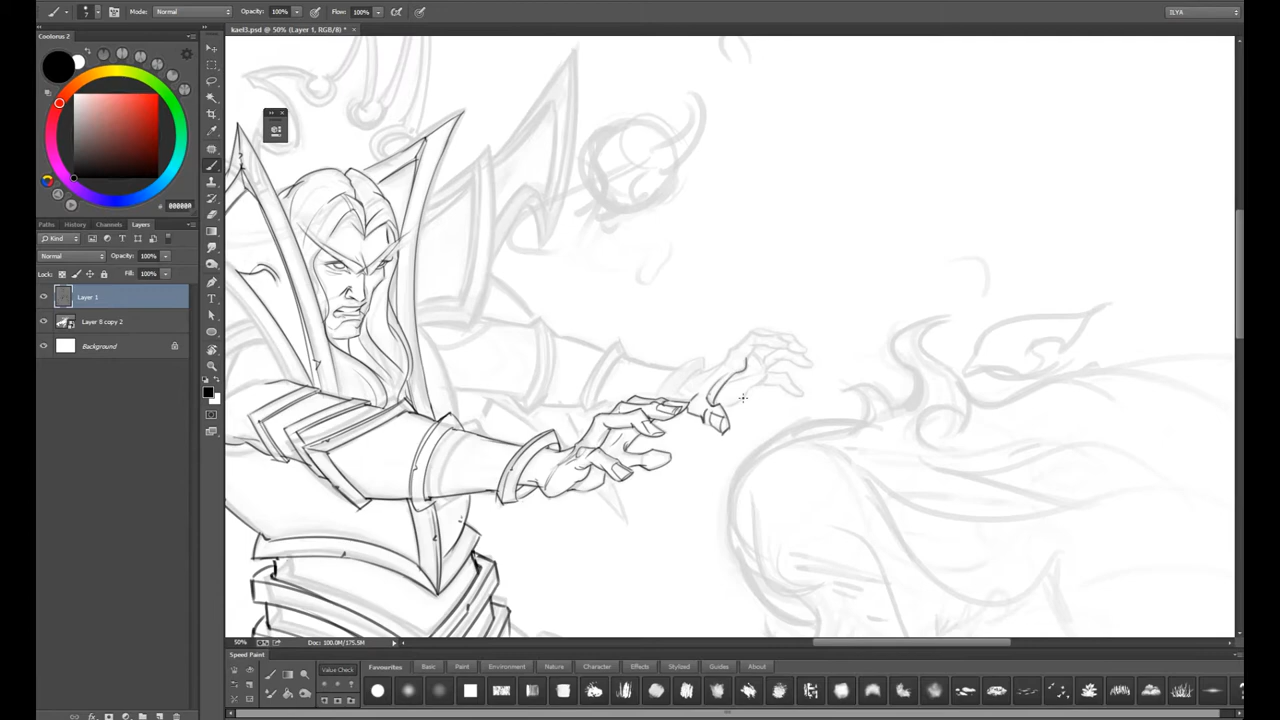 Mode: Normal Opacity: 100% Flow: 100% ILYA
kael3.psd @ 50% (Layer 1, RGB/8) *
Coolorus 2
000000
Paths History Channels Layers
Kind
Normal Opacity: 100%
Lock: Fill: 100%
Layer 1
Layer 8 copy 2
Background
50% Doc: 100.0M/175.5M
Speed Paint
Value Check Favourites Basic Paint Environment Nature Character Effects Stylized Guides About